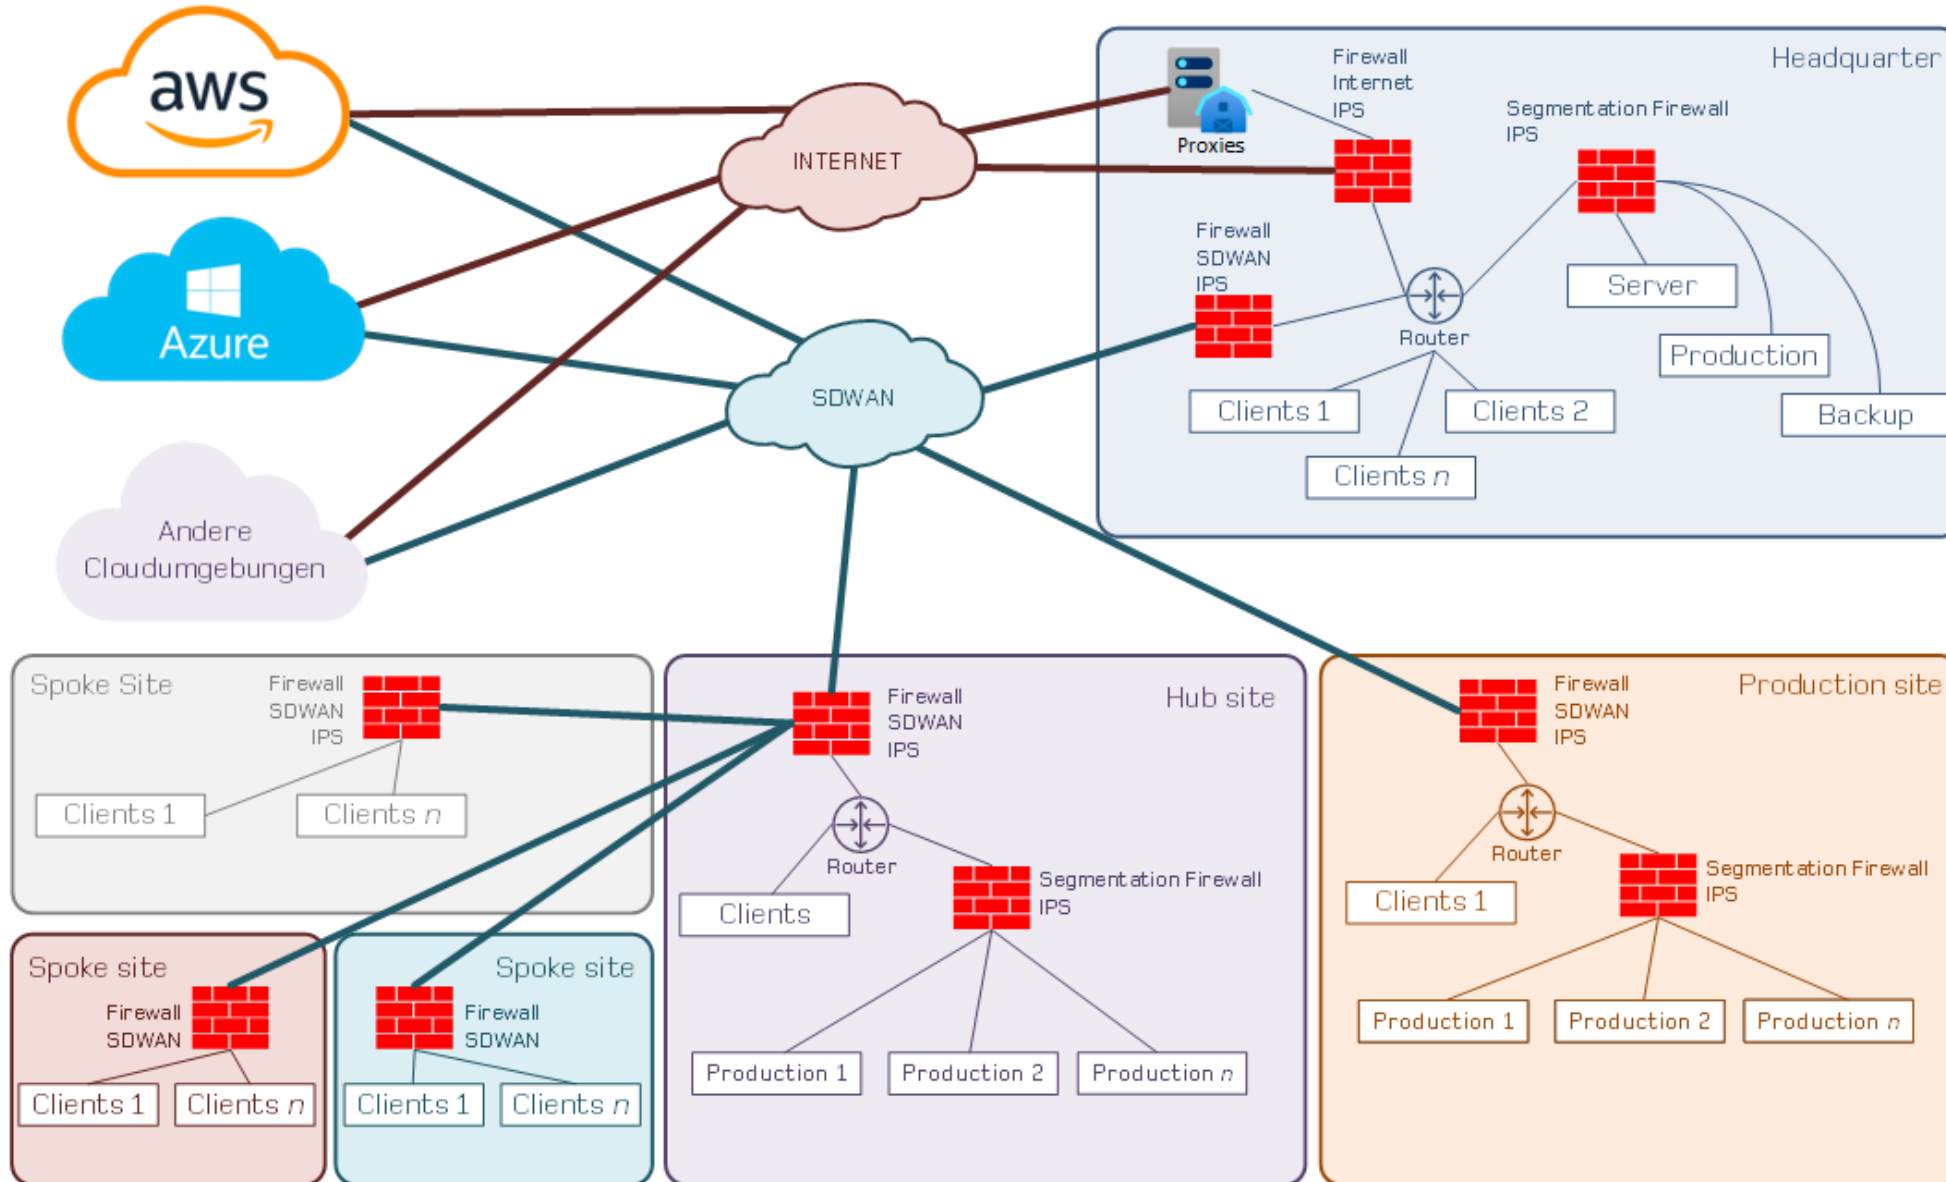 aws
Azure
Andere
Cloudumgebungen
INTERNET
SDWAN
Headquarter
Proxies
Firewall
Internet
IPS
Segmentation Firewall
IPS
Firewall
SDWAN
IPS
Router
Server
Production
Backup
Clients 1
Clients 2
Clients n
Spoke Site
Firewall
SDWAN
IPS
Clients 1
Clients n
Spoke site
Firewall
SDWAN
Clients 1
Clients n
Spoke site
Firewall
SDWAN
Clients 1
Clients n
Hub site
Firewall
SDWAN
IPS
Router
Clients
Segmentation Firewall
IPS
Production 1
Production 2
Production n
Production site
Firewall
SDWAN
IPS
Router
Clients 1
Segmentation Firewall
IPS
Production 1
Production 2
Production n